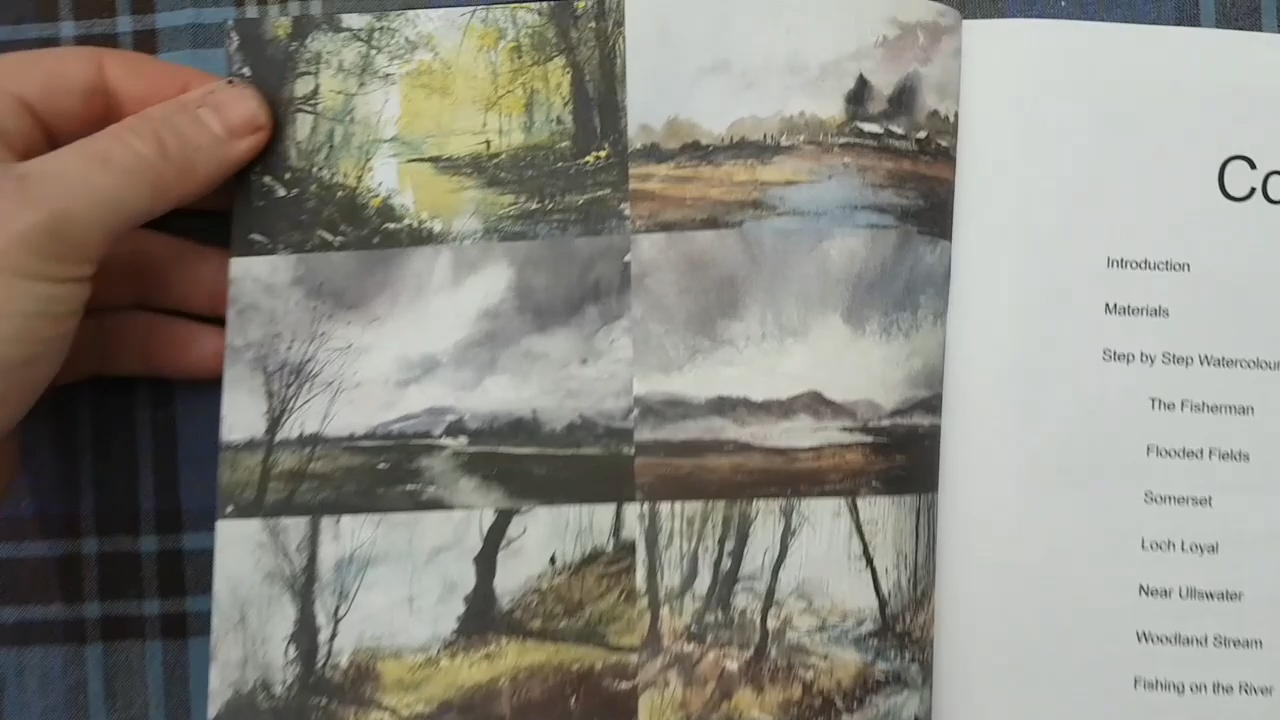 Co
Introduction
Materials
Step by Step Watercolour
The Fisherman
Flooded Fields
Somerset
Loch Loyal
Near Ullswater
Woodland Stream
Fishing on the River